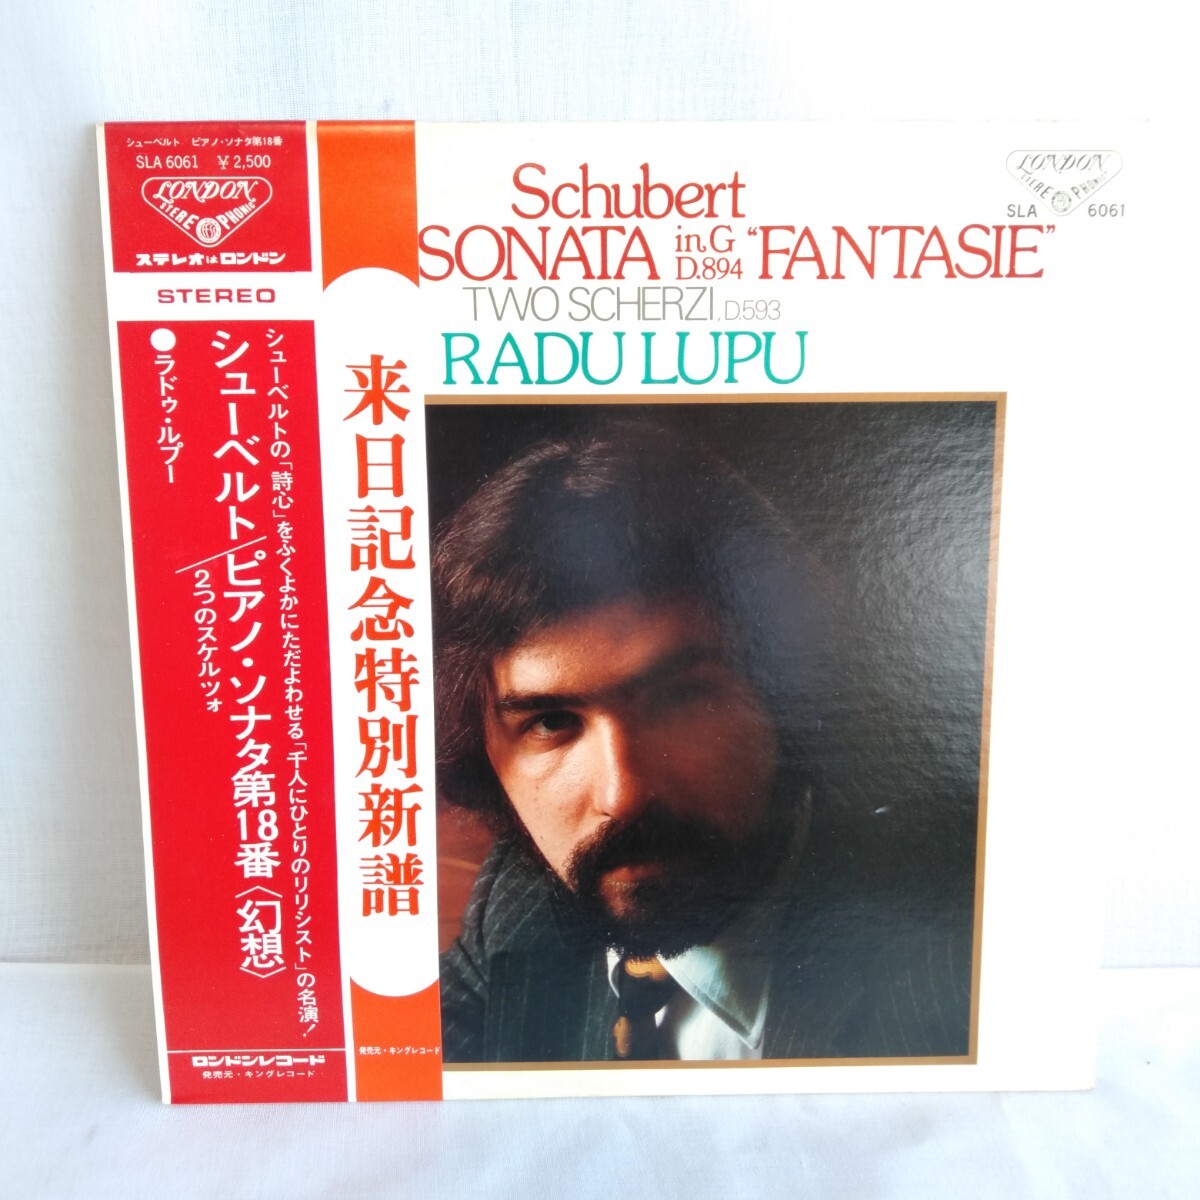 シューベルト ピアノ・ソナタ第18番
SLA 6061 ¥2,500
LONDON
STEREOPHONIC
ステレオはロンドン
STEREO
シューベルトの「詩心」をふくよかにただよわせる「千人にひとりのリリシスト」の名演!
シューベルト/ピアノ・ソナタ第18番〈幻想〉
/2つのスケルツォ
●ラドゥ・ルプー
ロンドンレコード
発売元・キングレコード
来日記念特別新譜
発売元・キングレコード
Schubert
SONATA in G D.894 "FANTASIE"
TWO SCHERZI, D.593
RADU LUPU
LONDON
STEREOPHONIC
SLA 6061